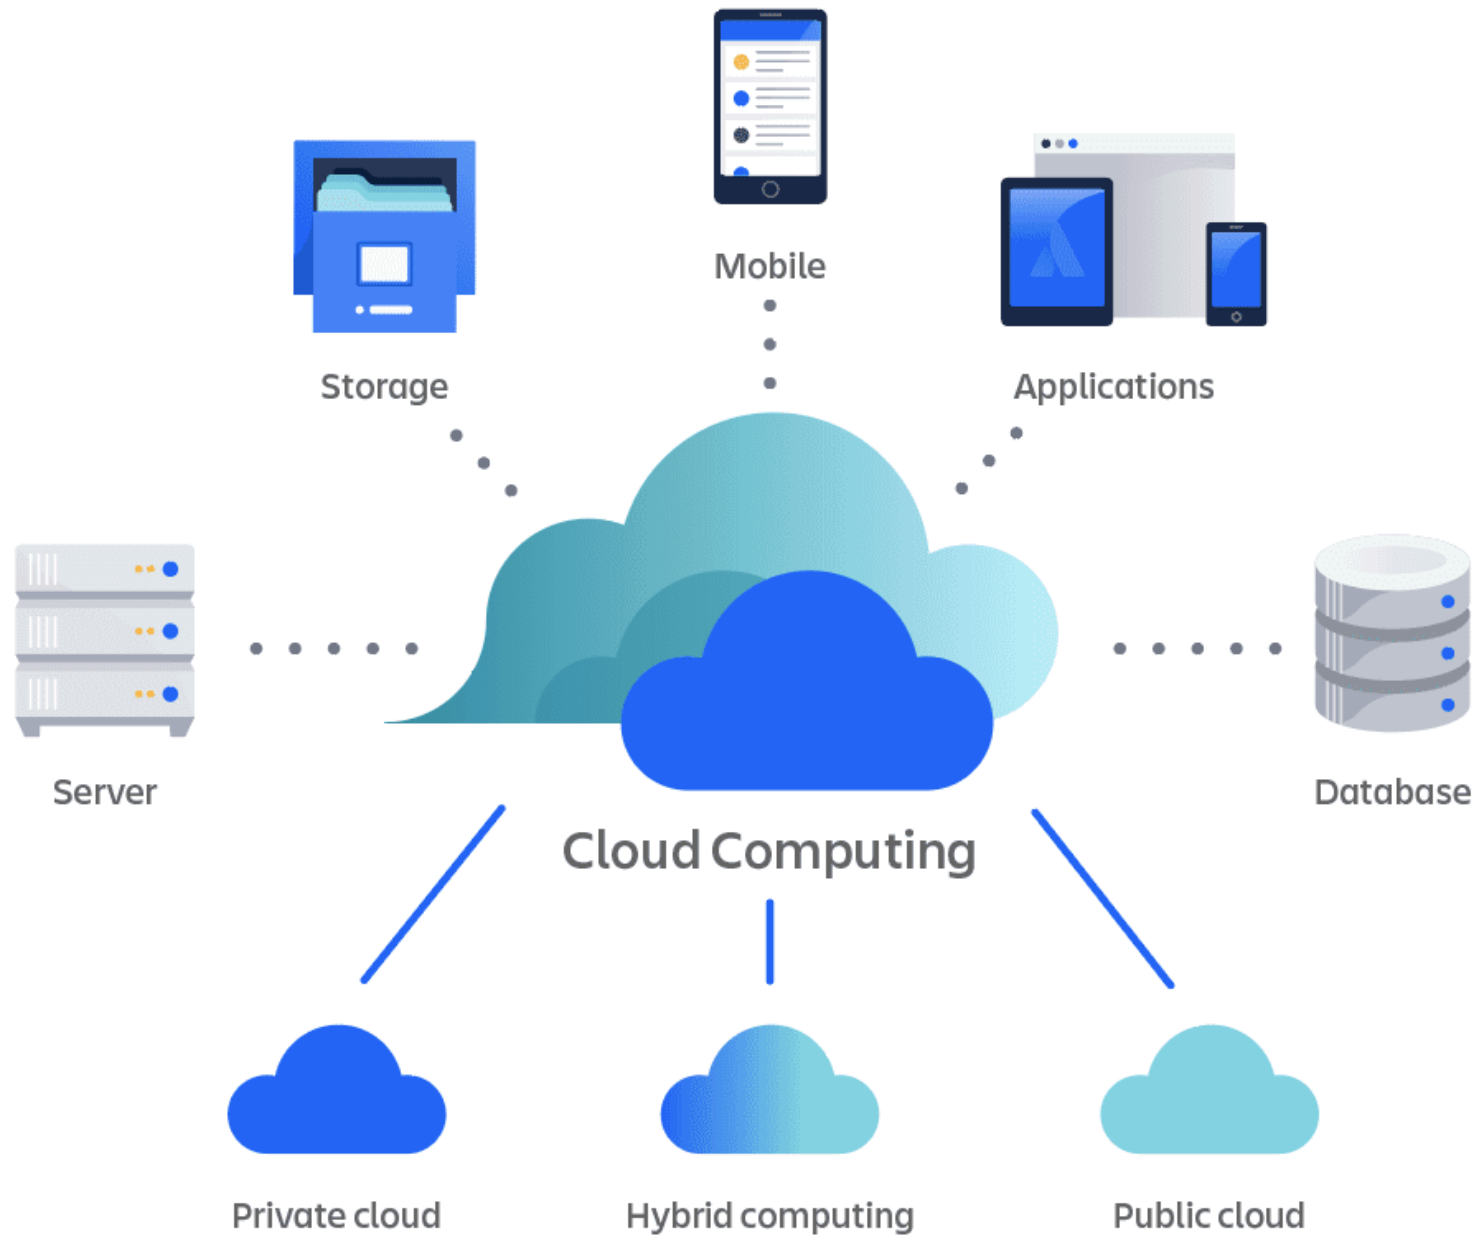 Mobile
Storage
Applications
Server
Database
Cloud Computing
Private cloud
Hybrid computing
Public cloud